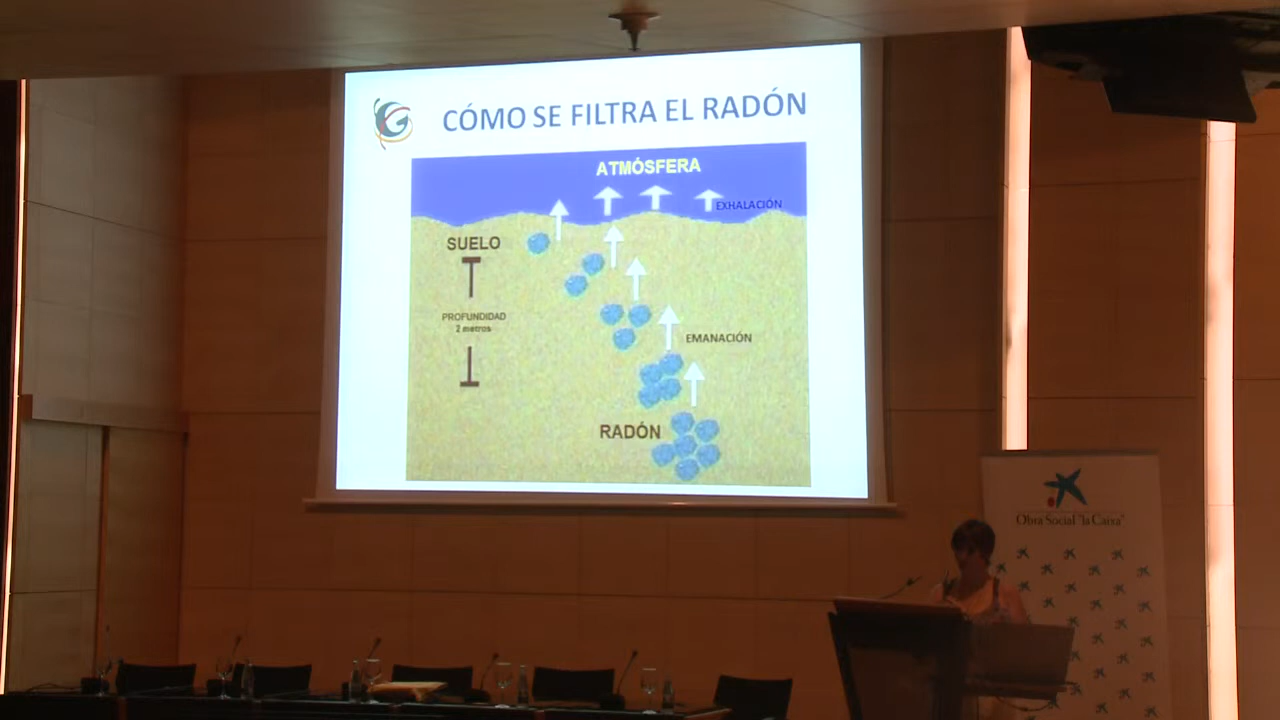 CÓMO SE FILTRA EL RADÓN
ATMÓSFERA
EXHALACIÓN
SUELO
PROFUNDIDAD
2 metros
EMANACIÓN
RADÓN
Obra Social "la Caixa"